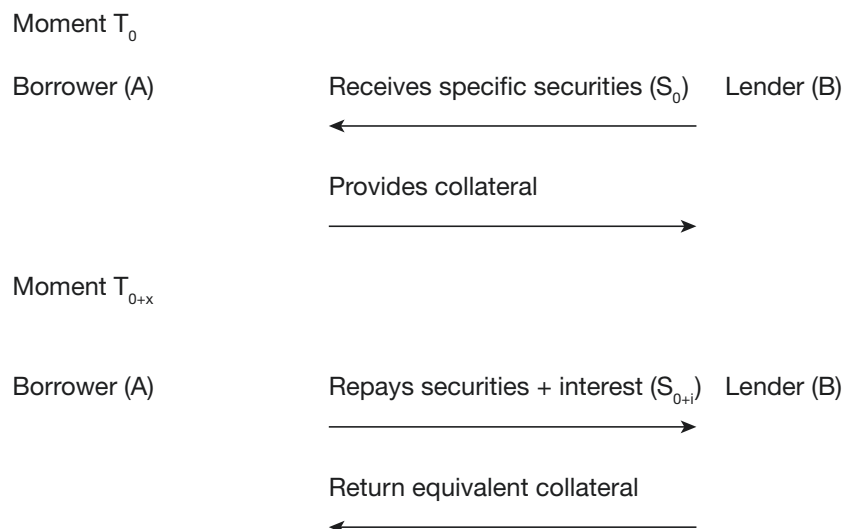 Moment T₀
Borrower (A) Receives specific securities (S₀) Lender (B)
Provides collateral
Moment T₀₊ₓ
Borrower (A) Repays securities + interest (S₀₊ᵢ) Lender (B)
Return equivalent collateral